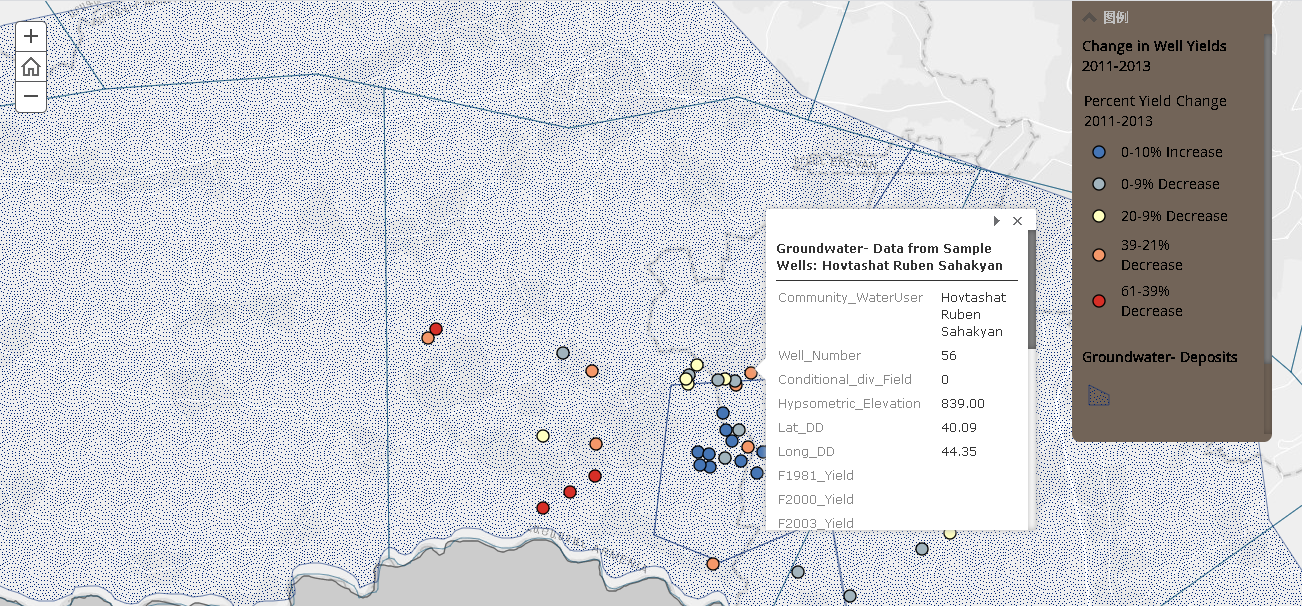 图例
Change in Well Yields
2011-2013
Percent Yield Change
2011-2013
0-10% Increase
0-9% Decrease
20-9% Decrease
39-21%
Decrease
61-39%
Decrease
Groundwater- Deposits
Groundwater- Data from Sample
Wells: Hovtashat Ruben Sahakyan
Community_WaterUser Hovtashat
Ruben
Sahakyan
Well_Number 56
Conditional_div_Field 0
Hypsometric_Elevation 839.00
Lat_DD 40.09
Long_DD 44.35
F1981_Yield
F2000_Yield
F2003_Yield